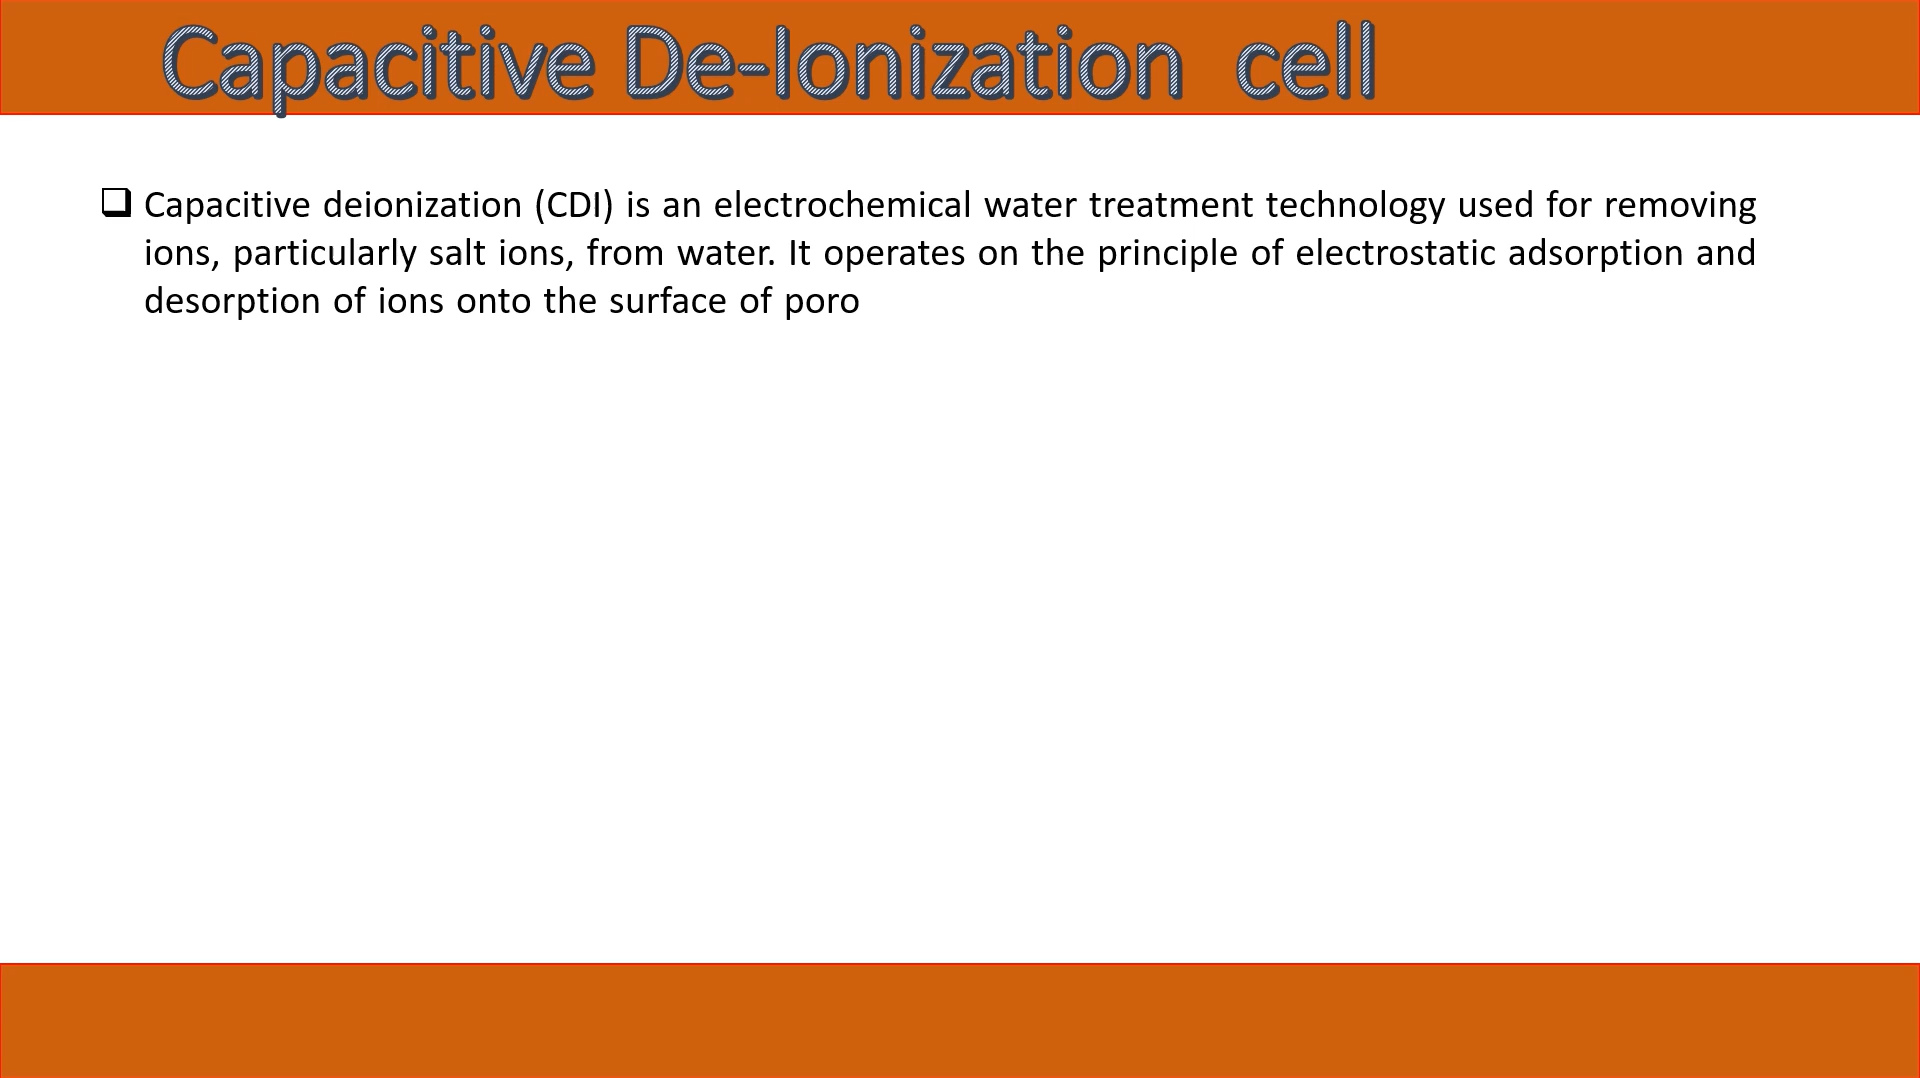 Capacitive De-Ionization cell
Capacitive deionization (CDI) is an electrochemical water treatment technology used for removing
ions, particularly salt ions, from water. It operates on the principle of electrostatic adsorption and
desorption of ions onto the surface of poro